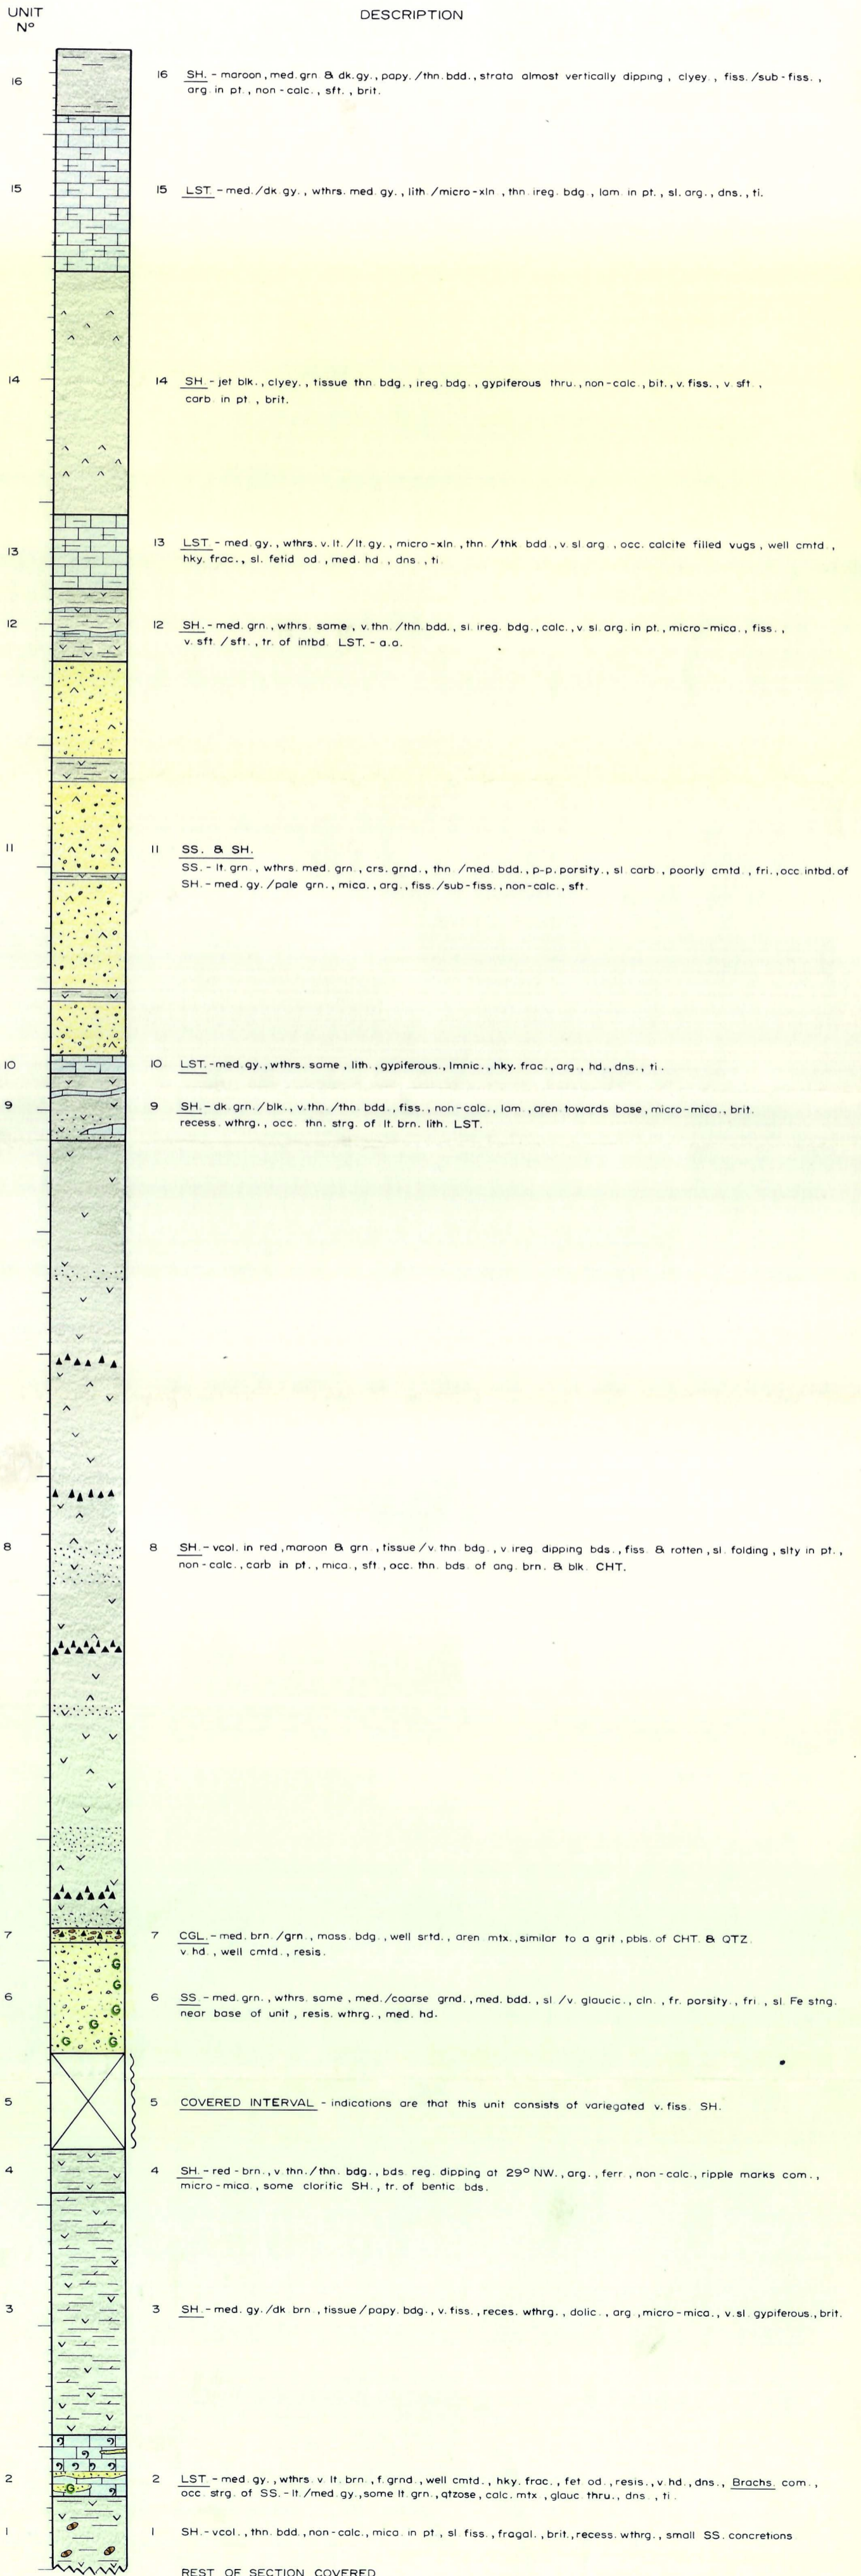 UNIT
Nº
DESCRIPTION
16
16 SH. - maroon, med. grn & dk. gy., papy. /thn. bdd., strata almost vertically dipping, clyey., fiss. /sub-fiss.,
arg. in pt., non-calc., sft., brit.
15
15 LST. - med./dk. gy., wthrs. med. gy., lith./micro-xln., thn. ireg. bdg., lam. in pt., sl. arg., dns., ti.
14
14 SH. - jet blk., clyey., tissue thn. bdg., ireg. bdg., gypiferous thru., non-calc., bit., v. fiss., v. sft.,
carb. in pt., brit.
13
13 LST. - med. gy., wthrs. v. lt. /lt. gy., micro-xln., thn. /thk bdd., v. sl. arg., occ. calcite filled vugs, well cmtd.,
hky. frac., sl. fetid od., med. hd., dns., ti.
12
12 SH. - med. grn., wthrs. same, v. thn. /thn. bdd., sl. ireg. bdg., calc., v. sl. arg. in pt., micro-mica., fiss.,
v. sft. /sft., tr. of intbd. LST. - a.a.
11
11 SS. & SH.
SS. - lt. grn., wthrs. med. grn., crs. grnd., thn /med. bdd., p-p. porsity., sl. carb., poorly cmtd., fri., occ. intbd. of
SH. - med. gy. /pale grn., mica., arg., fiss. /sub-fiss., non-calc., sft.
10
10 LST. - med. gy., wthrs. same, lith., gypiferous., lmnic., hky. frac., arg., hd., dns., ti.
9
9 SH. - dk. grn. /blk., v. thn. /thn. bdd., fiss., non-calc., lam., aren. towards base, micro-mica., brit.
recess. wthrg., occ. thn. strg. of lt. brn. lith. LST.
8
8 SH. - vcol. in red, maroon & grn., tissue /v. thn. bdg., v. ireg. dipping bds., fiss. & rotten, sl. folding, slty in pt.,
non-calc., carb. in pt., mica., sft., occ. thn. bds. of ang. brn. & blk. CHT.
7
7 CGL. - med. brn. /grn., mass. bdg., well srtd., aren. mtx., similar to a grit, pbls. of CHT. & QTZ.
v. hd., well cmtd., resis.
G
G
6
6 SS. - med. grn., wthrs. same, med. /coarse grnd., med. bdd., sl. /v. glaucic., cln., fr. porsity., fri., sl. Fe stng.
G
near base of unit, resis. wthrg., med. hd.
G
G G
5
5 COVERED INTERVAL - indications are that this unit consists of variegated v. fiss. SH.
4
4 SH. - red-brn., v. thn. /thn. bdg., bds. reg. dipping at 29° NW., arg., ferr., non-calc., ripple marks com.,
micro-mica., some cloritic SH., tr. of bentic bds.
3
3 SH. - med. gy. /dk. brn., tissue /papy. bdg., v. fiss., reces. wthrg., dolic., arg., micro-mica., v. sl. gypiferous., brit.
2
2 LST. - med. gy., wthrs. v. lt. brn., f. grnd., well cmtd., hky. frac., fet. od., resis., v. hd., dns., Brachs. com.,
G
occ. strg. of SS. - lt. /med. gy., some lt. grn., qtzose, calc. mtx., glauc. thru., dns., ti.
1
1 SH. - vcol., thn. bdd., non-calc., mica. in pt., sl. fiss., fragal., brit., recess. wthrg., small SS. concretions
REST OF SECTION COVERED